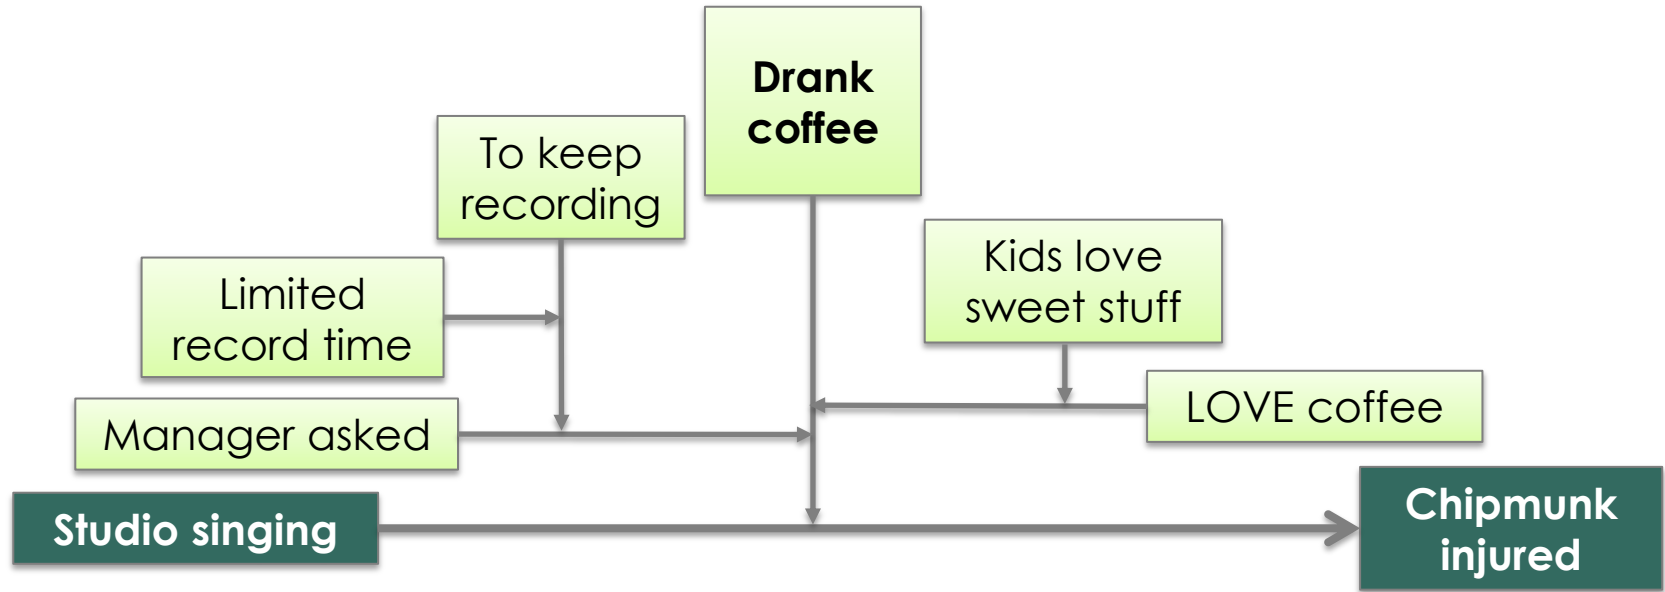 Drank
coffee
To keep
recording
Kids love
sweet stuff
Limited
record time
LOVE coffee
Manager asked
Studio singing
Chipmunk
injured